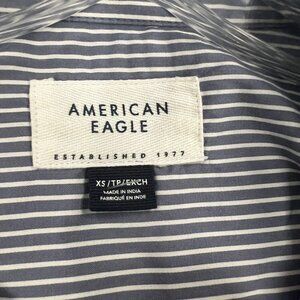 AMERICAN
EAGLE
ESTABLISHED 1977
XS/TP/EXCH
MADE IN INDIA
FABRIQUÉ EN INDE